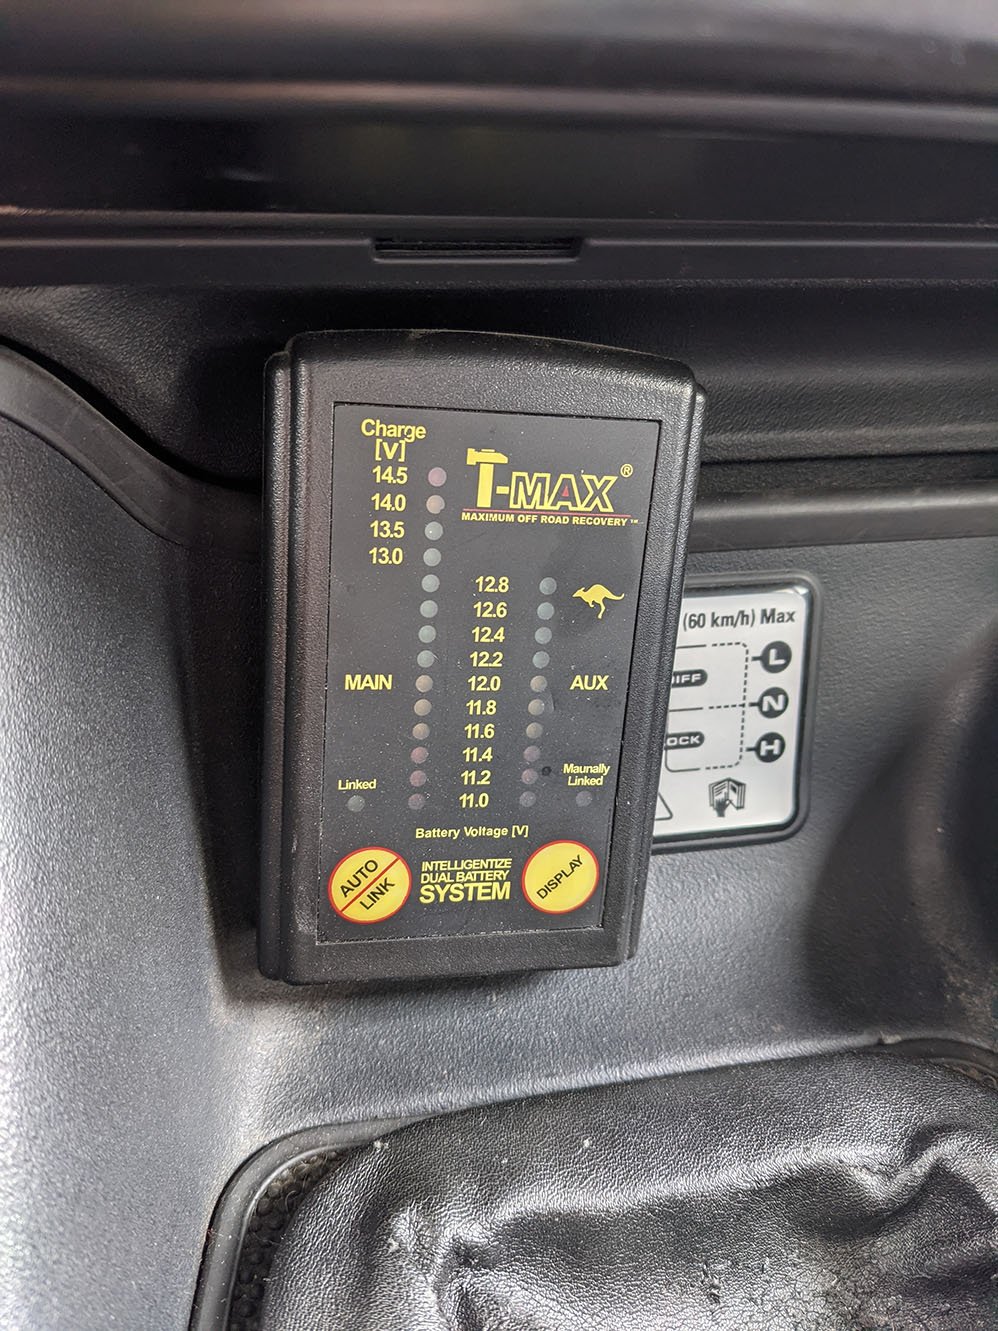 Charge
[V]
14.5
14.0
13.5
13.0
T-MAX®
MAXIMUM OFF ROAD RECOVERY ™
12.8
12.6
12.4
12.2
12.0
11.8
11.6
11.4
11.2
11.0
MAIN
AUX
Linked
Maunally
Linked
Battery Voltage [V]
AUTO
LINK
INTELLIGENTIZE
DUAL BATTERY
SYSTEM
DISPLAY
(60 km/h) Max
L
N
H